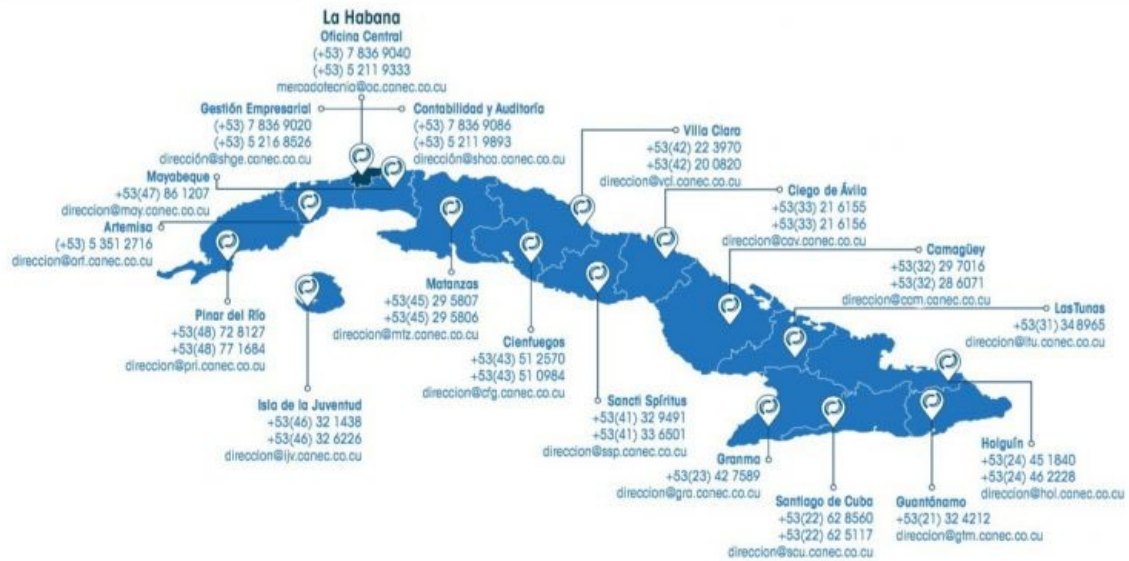 La Habana
Oficina Central
(+53) 7 836 9040
(+53) 5 211 9333
mercadotecnia@oc.canec.co.cu
Gestión Empresarial
(+53) 7 836 9020
(+53) 5 216 8526
dirección@shge.canec.co.cu
Contabilidad y Auditoría
(+53) 7 836 9086
(+53) 5 211 9893
dirección@shca.canec.co.cu
Villa Clara
+53(42) 22 3970
+53(42) 20 0820
direccion@vcl.canec.co.cu
Mayabeque
+53(47) 86 1207
direccion@may.canec.co.cu
Ciego de Ávila
+53(33) 21 6155
+53(33) 21 6156
direccion@cav.canec.co.cu
Artemisa
(+53) 5 351 2716
direccion@art.canec.co.cu
Camagüey
+53(32) 29 7016
+53(32) 28 6071
direccion@cam.canec.co.cu
Matanzas
+53(45) 29 5807
+53(45) 29 5806
direccion@mtz.canec.co.cu
LasTunas
+53(31) 34 8965
direccion@ltu.canec.co.cu
Pinar del Río
+53(48) 72 8127
+53(48) 77 1684
direccion@pri.canec.co.cu
Cienfuegos
+53(43) 51 2570
+53(43) 51 0984
direccion@cfg.canec.co.cu
Isla de la Juventud
+53(46) 32 1438
+53(46) 32 6226
direccion@ijv.canec.co.cu
Sancti Spíritus
+53(41) 32 9491
+53(41) 33 6501
direccion@ssp.canec.co.cu
Holguín
+53(24) 45 1840
+53(24) 46 2228
direccion@hol.canec.co.cu
Granma
+53(23) 42 7589
direccion@gra.canec.co.cu
Santiago de Cuba
+53(22) 62 8560
+53(22) 62 5117
direccion@scu.canec.co.cu
Guantánamo
+53(21) 32 4212
direccion@gtm.canec.co.cu